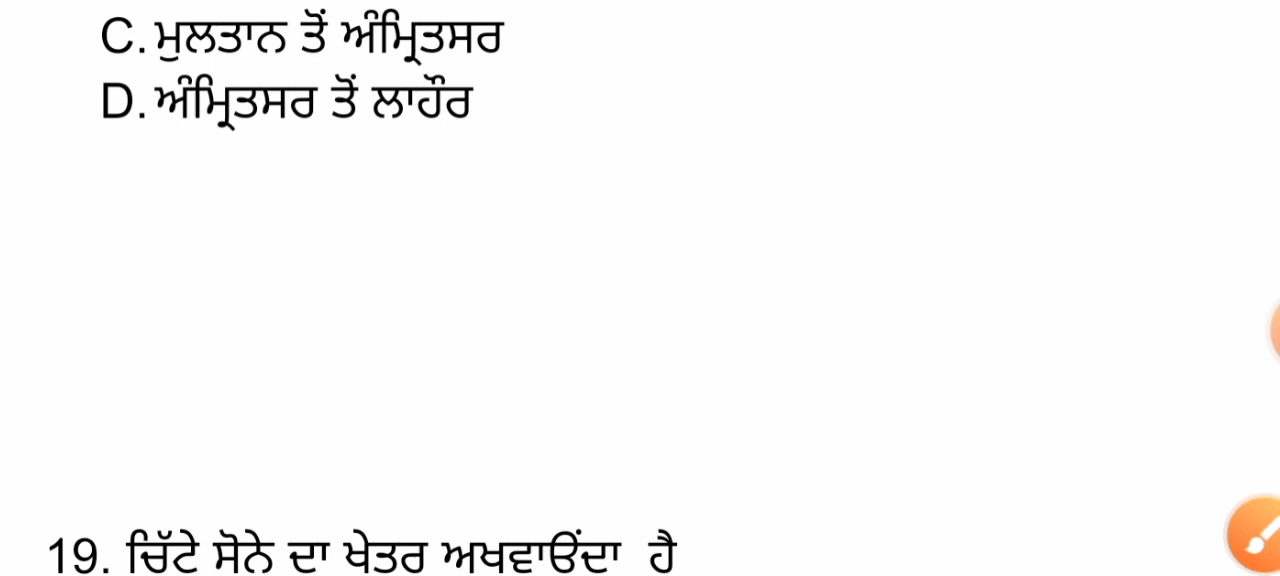 C. ਮੁਲਤਾਨ ਤੋਂ ਅੰਮ੍ਰਿਤਸਰ
D. ਅੰਮ੍ਰਿਤਸਰ ਤੋਂ ਲਾਹੌਰ
19. ਚਿੱਟੇ ਸੋਨੇ ਦਾ ਖੇਤਰ ਅਖਵਾਉਂਦਾ ਹੈ